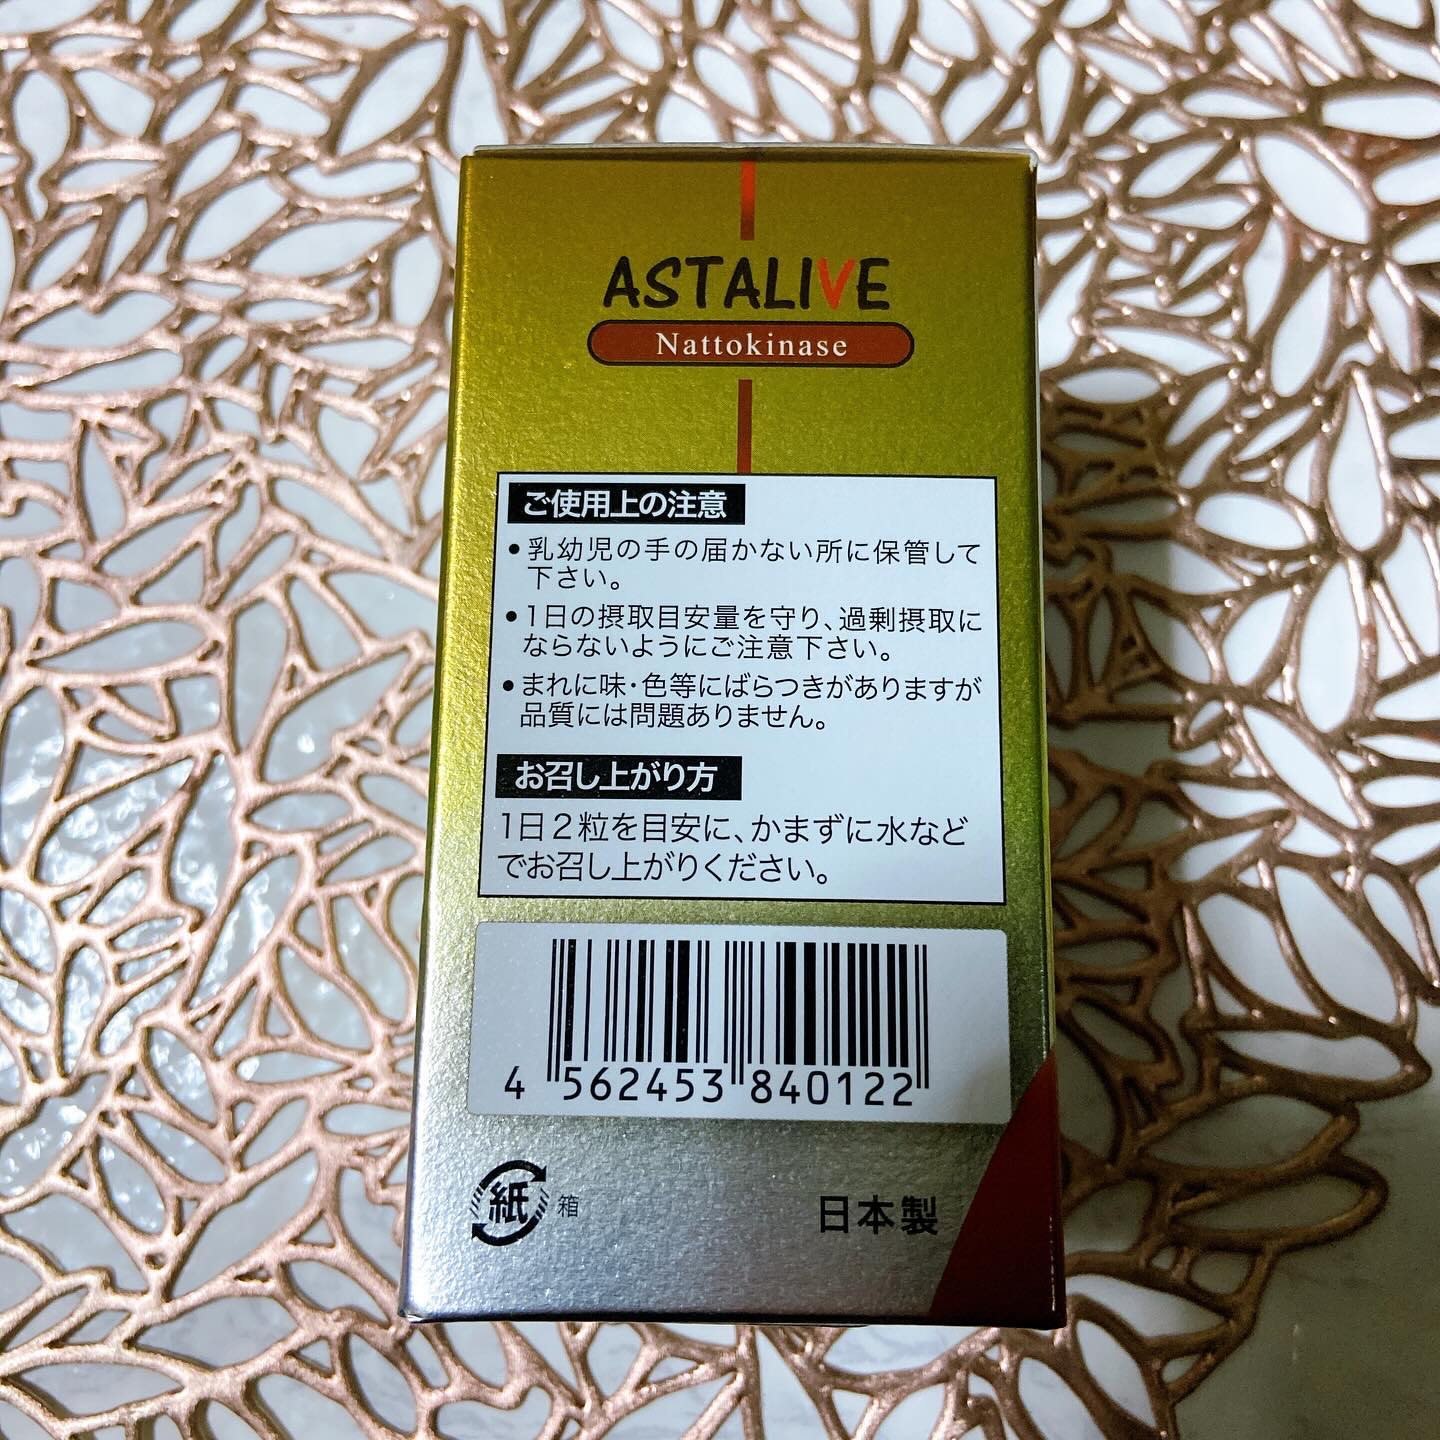 ASTALIVE
Nattokinase
ご使用上の注意
●乳幼児の手の届かない所に保管して
下さい。
●1日の摂取目安量を守り、過剰摂取に
ならないようにご注意下さい。
●まれに味・色等にばらつきがありますが
品質には問題ありません。
お召し上がり方
1日2粒を目安に、かまずに水など
でお召し上がりください。
4 562453 840122
紙 箱
日本製